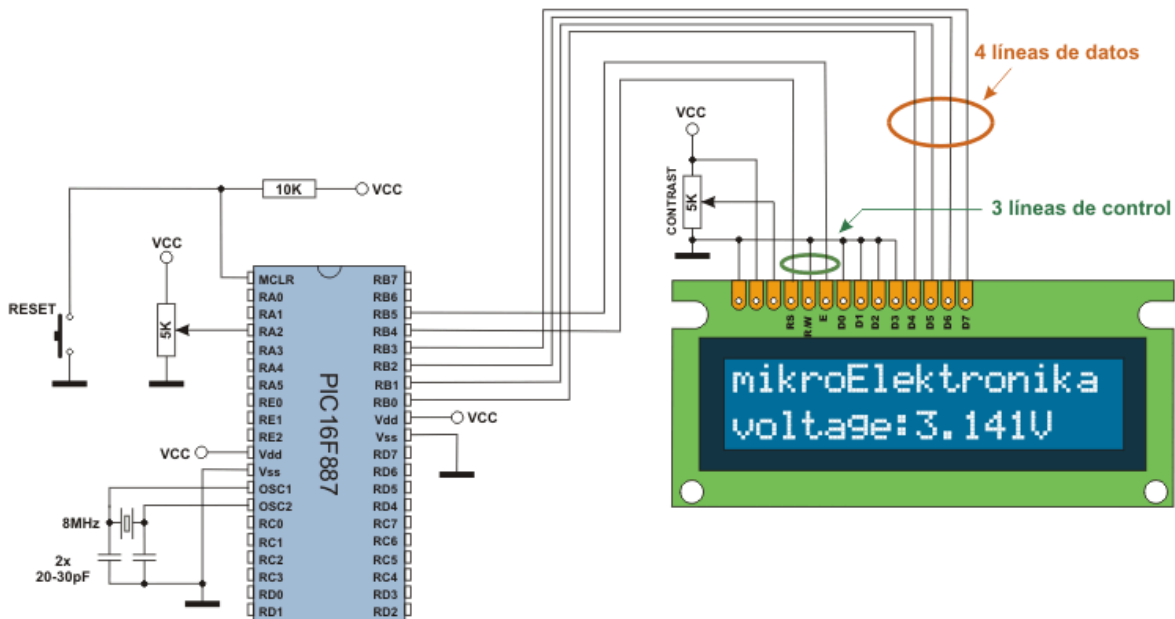 4 líneas de datos
VCC
10K
VCC
CONTRAST
5K
3 líneas de control
VCC
RESET
5K
MCLR
RA0
RA1
RA2
RA3
RA4
RA5
RE0
RE1
RE2
Vdd
Vss
OSC1
OSC2
RC0
RC1
RC2
RC3
RD0
RD1
PIC16F887
RB7
RB6
RB5
RB4
RB3
RB2
RB1
RB0
Vdd
Vss
RD7
RD6
RD5
RD4
RC7
RC6
RC5
RC4
RD3
RD2
VCC
VCC
8MHz
2x
20-30pF
RS
R/W
E
D0
D1
D2
D3
D4
D5
D6
D7
mikroElektronika
voltage:3.141V